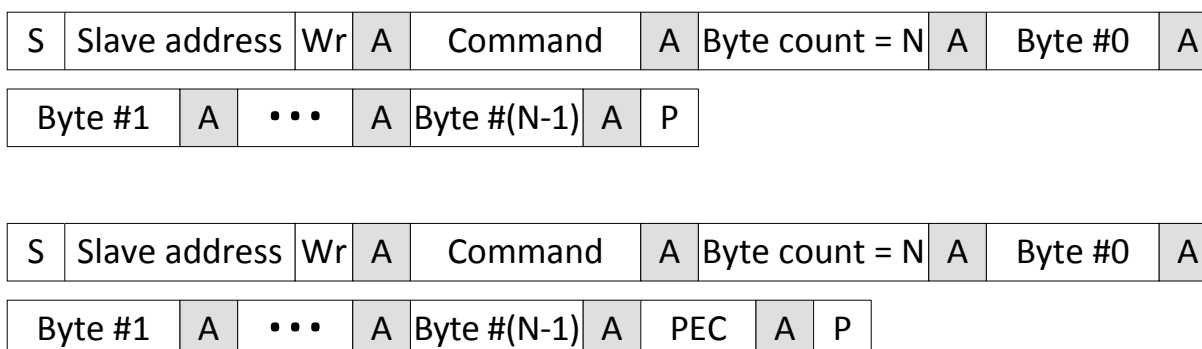 S Slave address Wr A Command A Byte count = N A Byte #0 A
Byte #1 A ••• A Byte #(N-1) A P
S Slave address Wr A Command A Byte count = N A Byte #0 A
Byte #1 A ••• A Byte #(N-1) A PEC A P